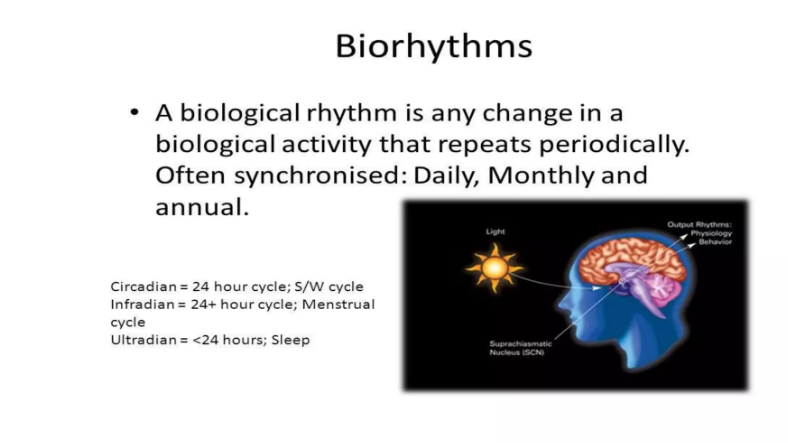 Biorhythms
• A biological rhythm is any change in a
biological activity that repeats periodically.
Often synchronised: Daily, Monthly and
annual.
Light
Output Rhythms:
Physiology
Behavior
Circadian = 24 hour cycle; S/W cycle
Infradian = 24+ hour cycle; Menstrual
cycle
Ultradian = <24 hours; Sleep
Suprachiasmatic
Nucleus (SCN)